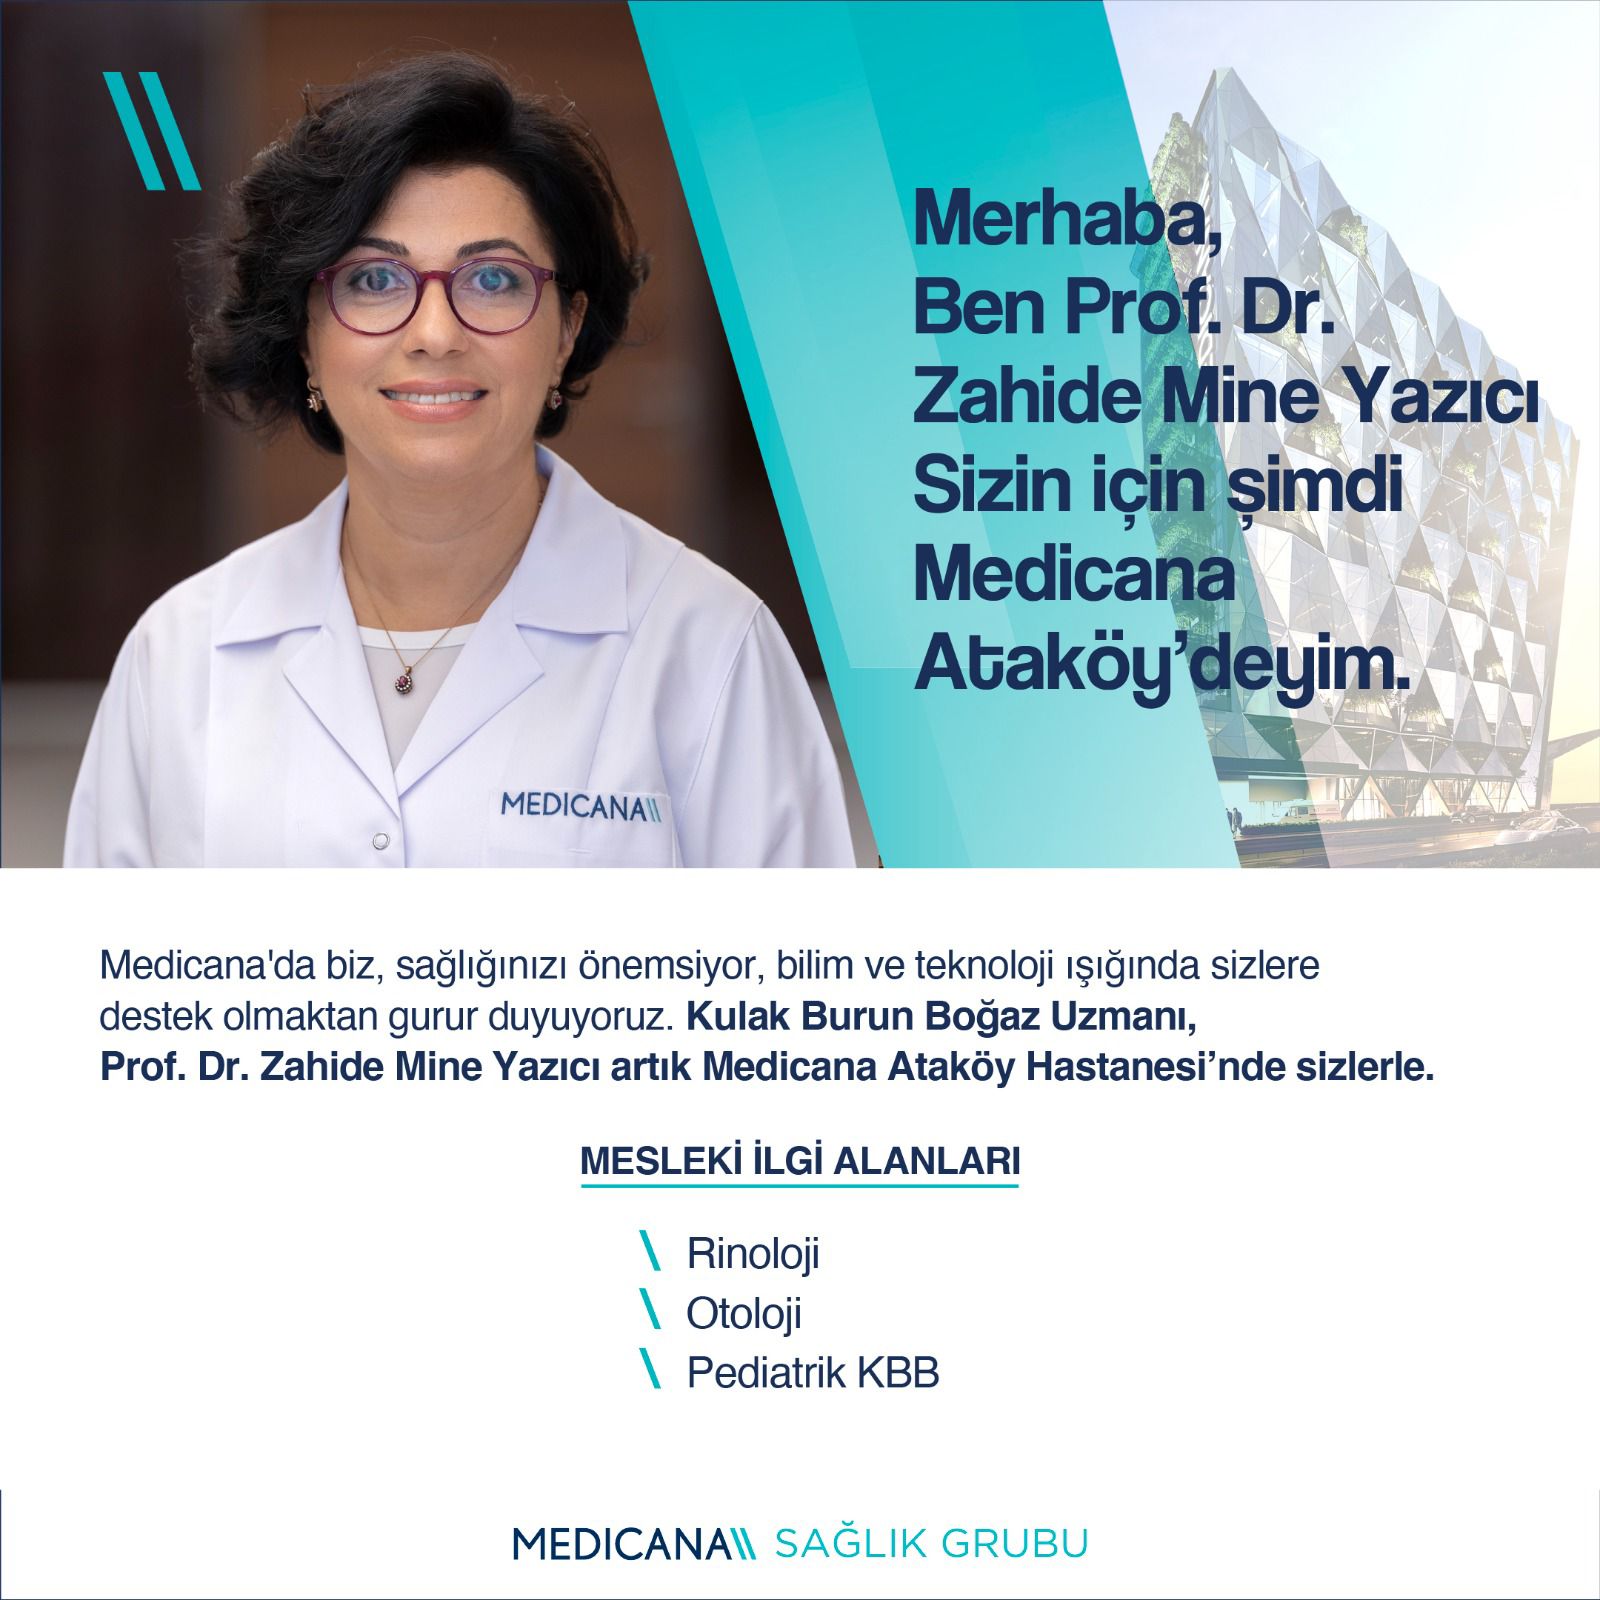 Merhaba,
Ben Prof. Dr.
Zahide Mine Yazıcı
Sizin için şimdi
Medicana
Ataköy’deyim.
MEDICANA
Medicana'da biz, sağlığınızı önemsiyor, bilim ve teknoloji ışığında sizlere
destek olmaktan gurur duyuyoruz. Kulak Burun Boğaz Uzmanı,
Prof. Dr. Zahide Mine Yazıcı artık Medicana Ataköy Hastanesi’nde sizlerle.
MESLEKİ İLGİ ALANLARI
\ Rinoloji
\ Otoloji
\ Pediatrik KBB
MEDICANA\\ SAĞLIK GRUBU